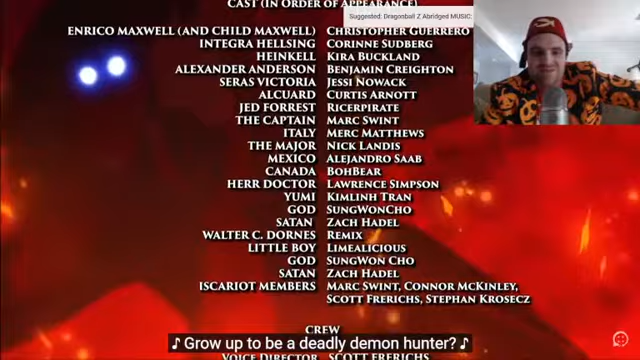 CAST (IN ORDER OF APPEARANCE)
Suggested: Dragonball Z Abridged MUSIC:
ENRICO MAXWELL (AND CHILD MAXWELL) CHRISTOPHER GUERRERO
INTEGRA HELLSING CORINNE SUDBERG
HEINKELL KIRA BUCKLAND
ALEXANDER ANDERSON BENJAMIN CREIGHTON
SERAS VICTORIA JESSI NOWACK
ALUCARD CURTIS ARNOTT
JED FORREST RICEPIRATE
THE CAPTAIN MARC SWINT
ITALY MERC MATTHEWS
THE MAJOR NICK LANDIS
MEXICO ALEJANDRO SAAB
CANADA BOHBEAR
HERR DOCTOR LAWRENCE SIMPSON
YUMI KIMLINH TRAN
GOD SUNGWONCHO
SATAN ZACH HADEL
WALTER C. DORNES REMIX
LITTLE BOY LIMEALICIOUS
GOD SUNGWON CHO
SATAN ZACH HADEL
ISCARIOT MEMBERS MARC SWINT, CONNOR MCKINLEY,
SCOTT FRERICHS, STEPHAN KROSECZ
CREW
♪ Grow up to be a deadly demon hunter? ♪
VOICE DIRECTOR SCOTT FRERICHS